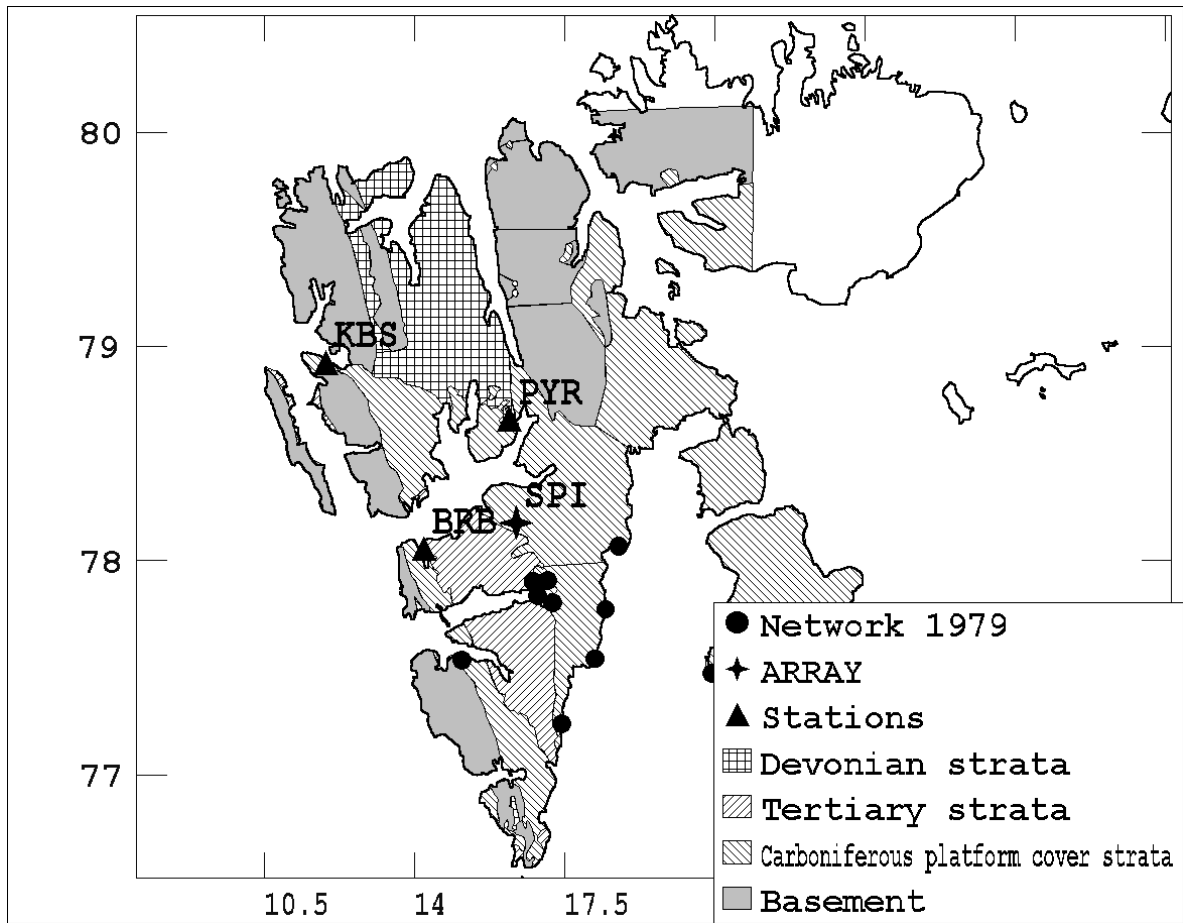 80
79
78
77
10.5
14
17.5
KBS
PYR
SPI
BRB
Network 1979
ARRAY
Stations
Devonian strata
Tertiary strata
Carboniferous platform cover strata
Basement